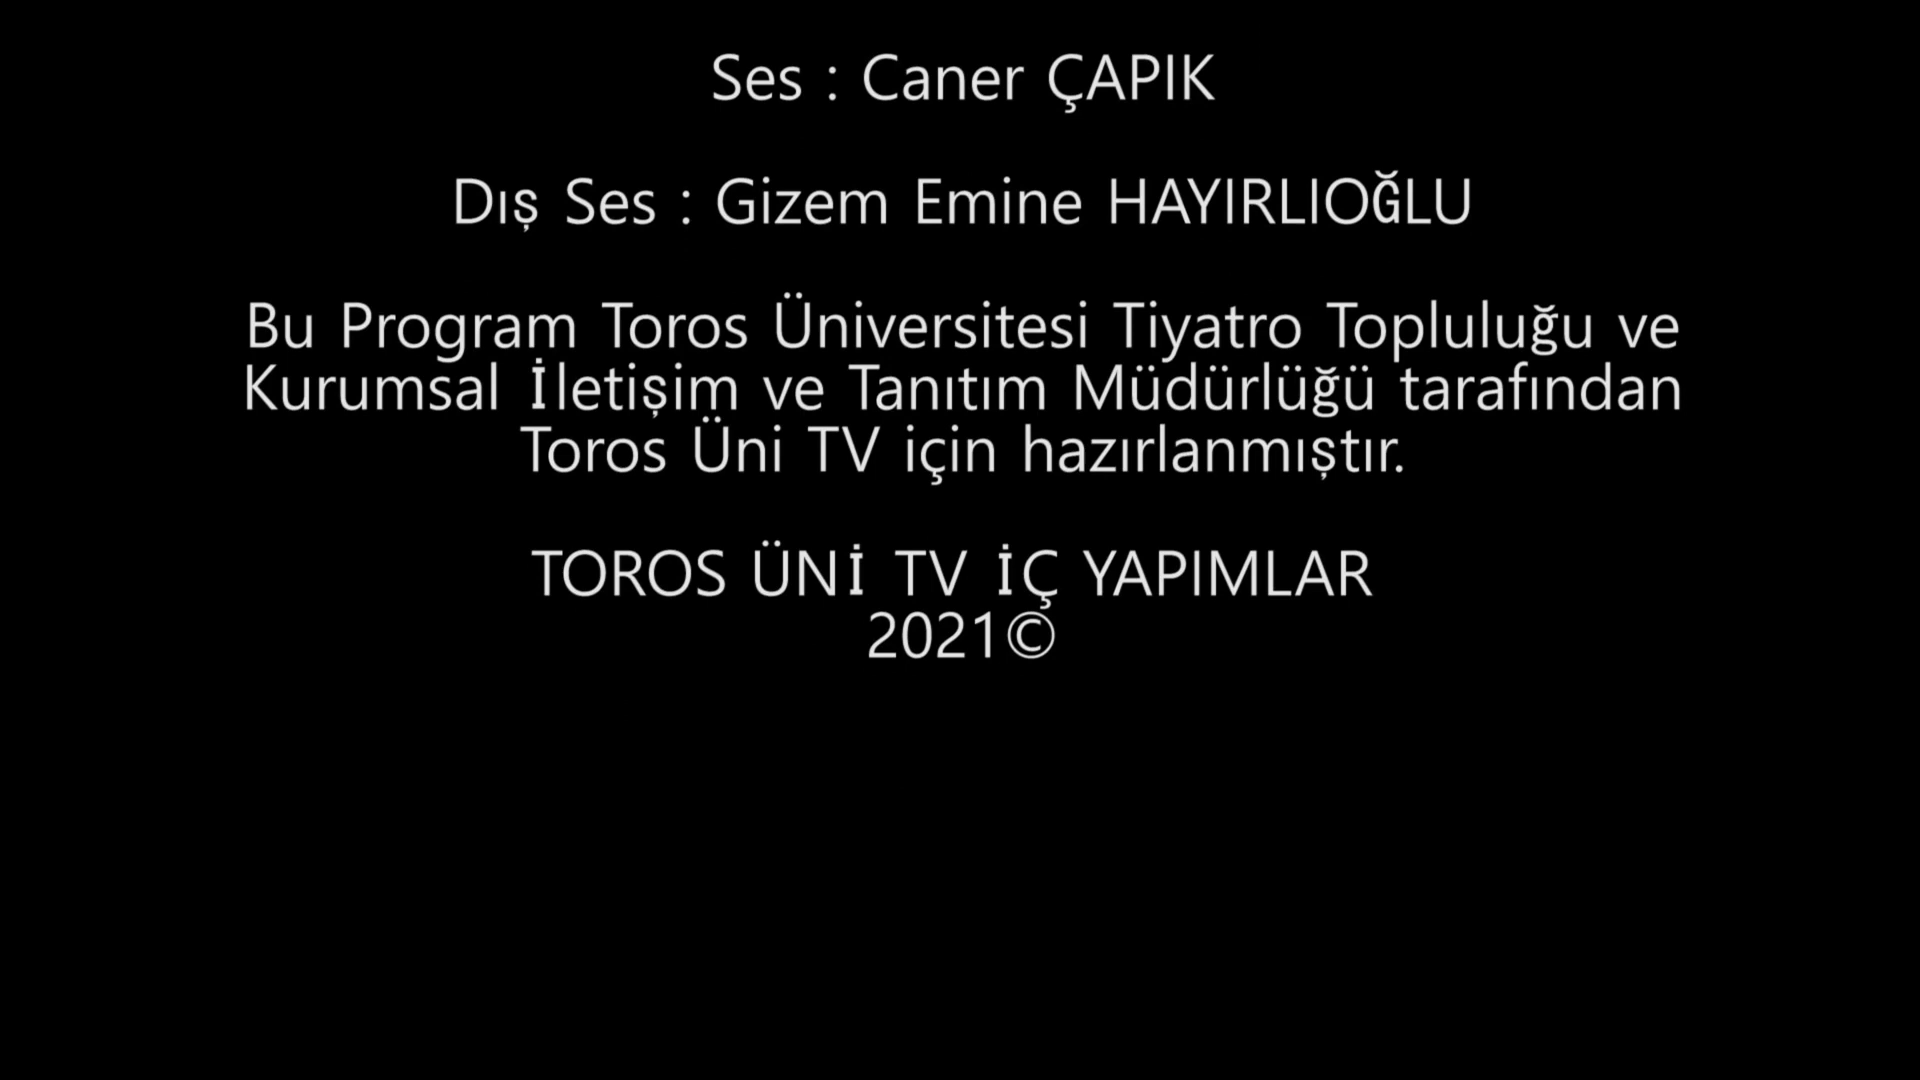 Ses : Caner ÇAPIK
Dış Ses : Gizem Emine HAYIRLIOĞLU
Bu Program Toros Üniversitesi Tiyatro Topluluğu ve
Kurumsal İletişim ve Tanıtım Müdürlüğü tarafından
Toros Üni TV için hazırlanmıştır.
TOROS ÜNİ TV İÇ YAPIMLAR
2021©